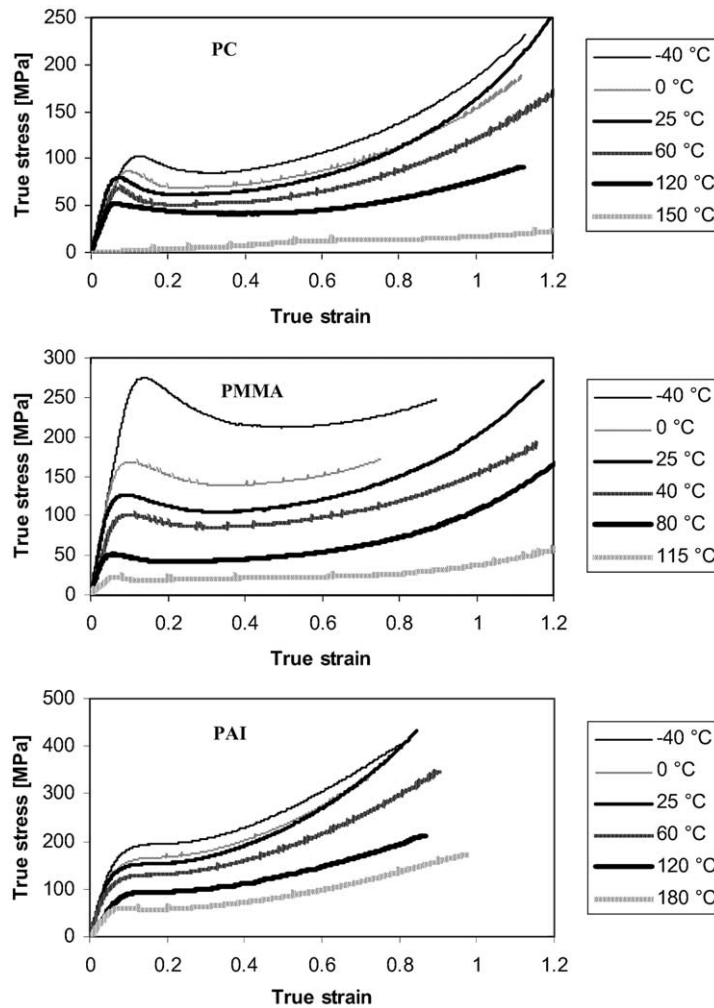 PC
True stress [MPa]
250
200
150
100
50
0
0 0.2 0.4 0.6 0.8 1 1.2
True strain
-40 °C
0 °C
25 °C
60 °C
120 °C
150 °C
PMMA
True stress [MPa]
300
250
200
150
100
50
0
0 0.2 0.4 0.6 0.8 1 1.2
True strain
-40 °C
0 °C
25 °C
40 °C
80 °C
115 °C
PAI
True stress [MPa]
500
400
300
200
100
0
0 0.2 0.4 0.6 0.8 1 1.2
True strain
-40 °C
0 °C
25 °C
60 °C
120 °C
180 °C